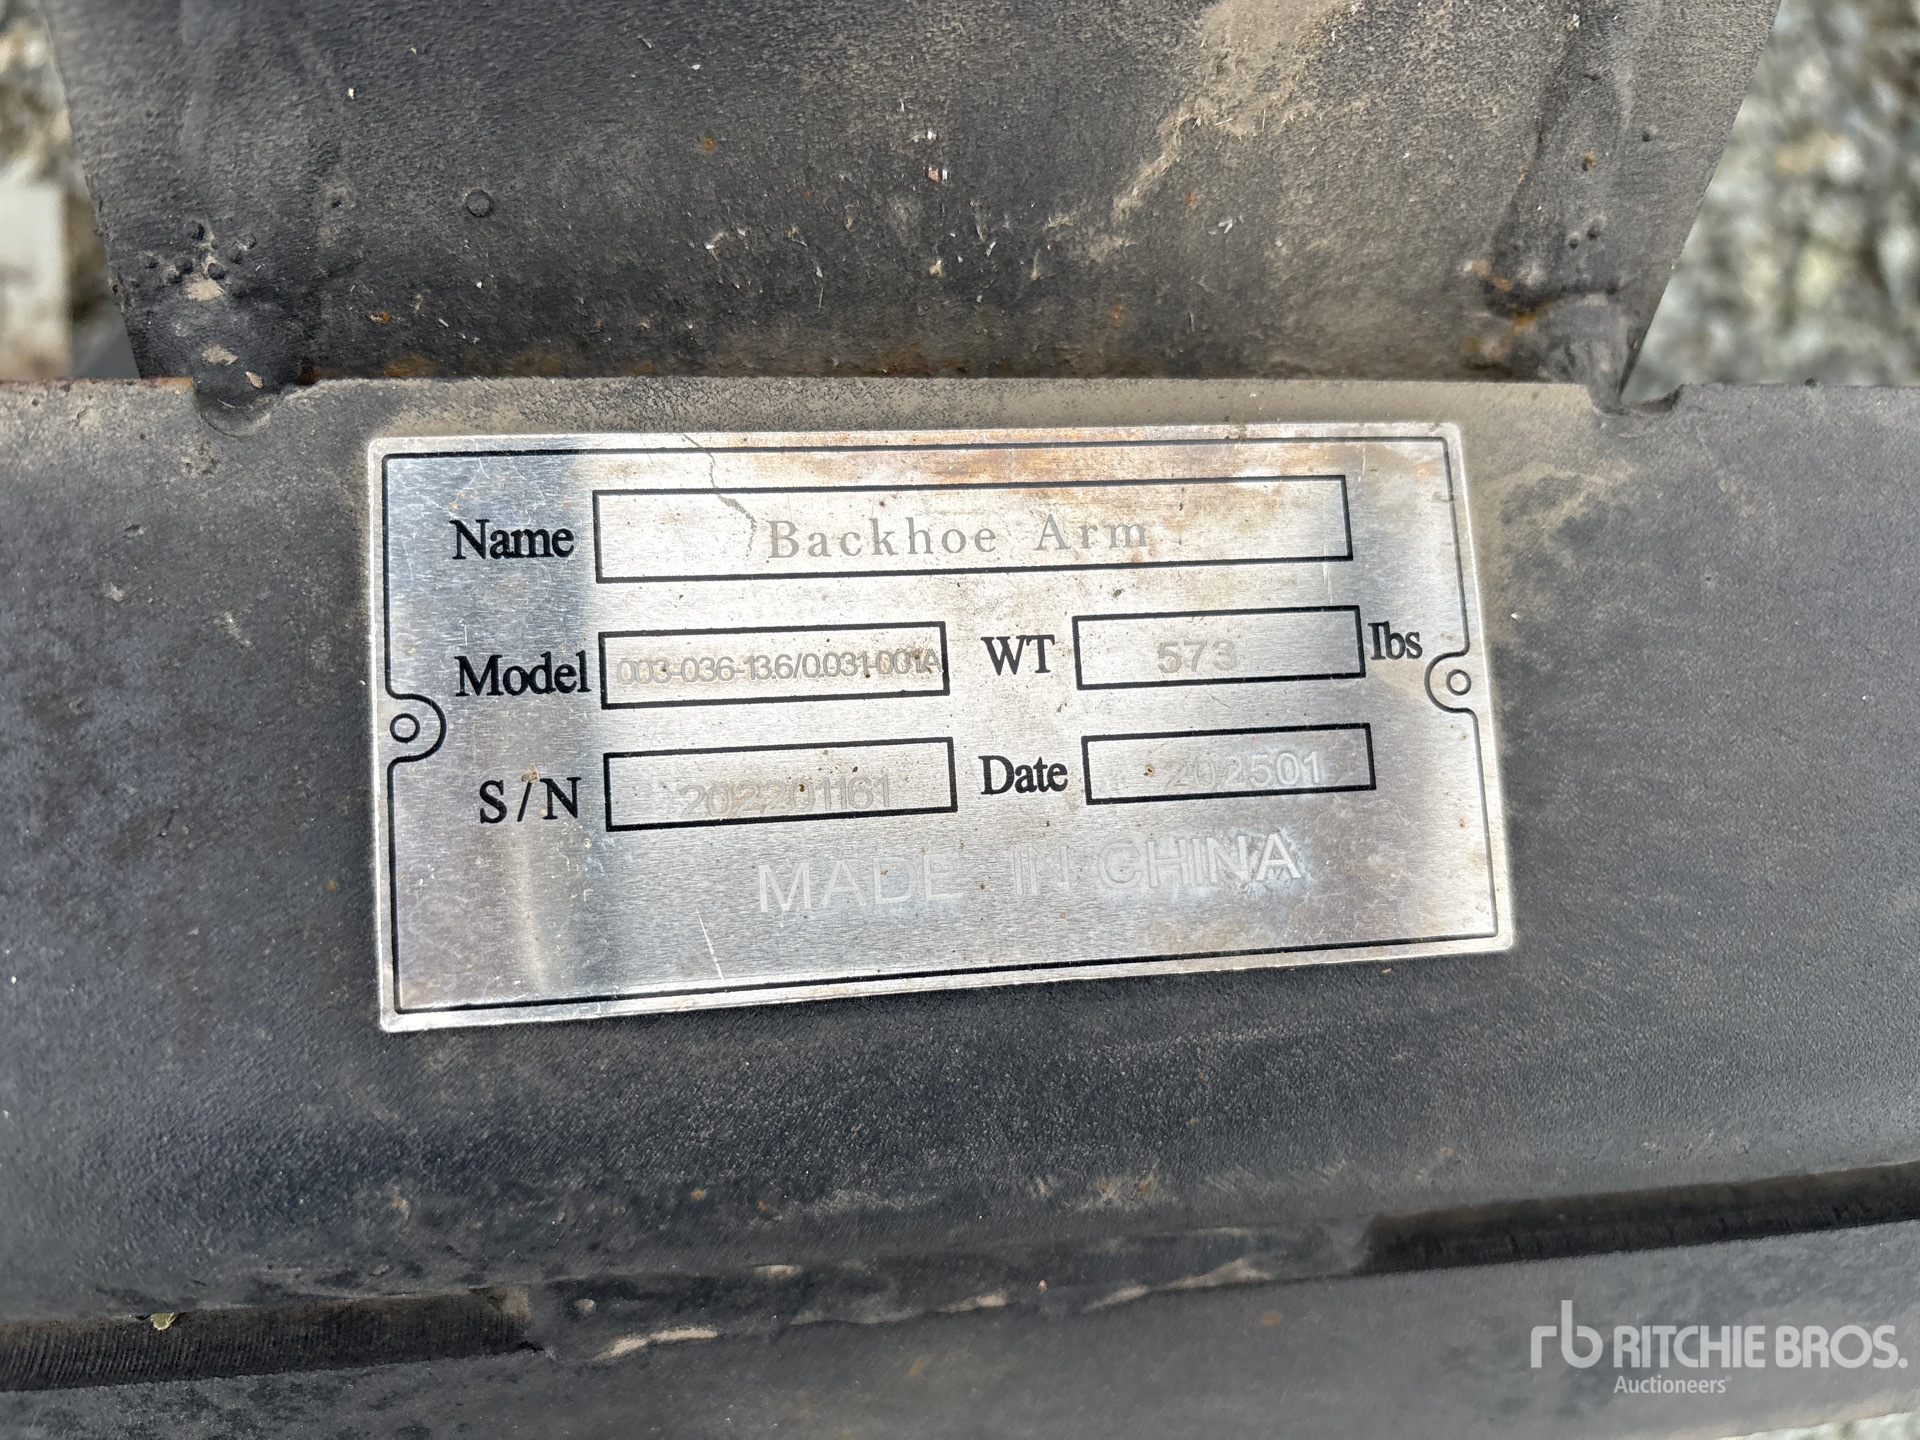 Name Backhoe Arm
Model 003-036-13.6/0.031-001A WT 573 lbs
S/N 202201161 Date 202501
MADE IN CHINA
rb RITCHIE BROS.
Auctioneers